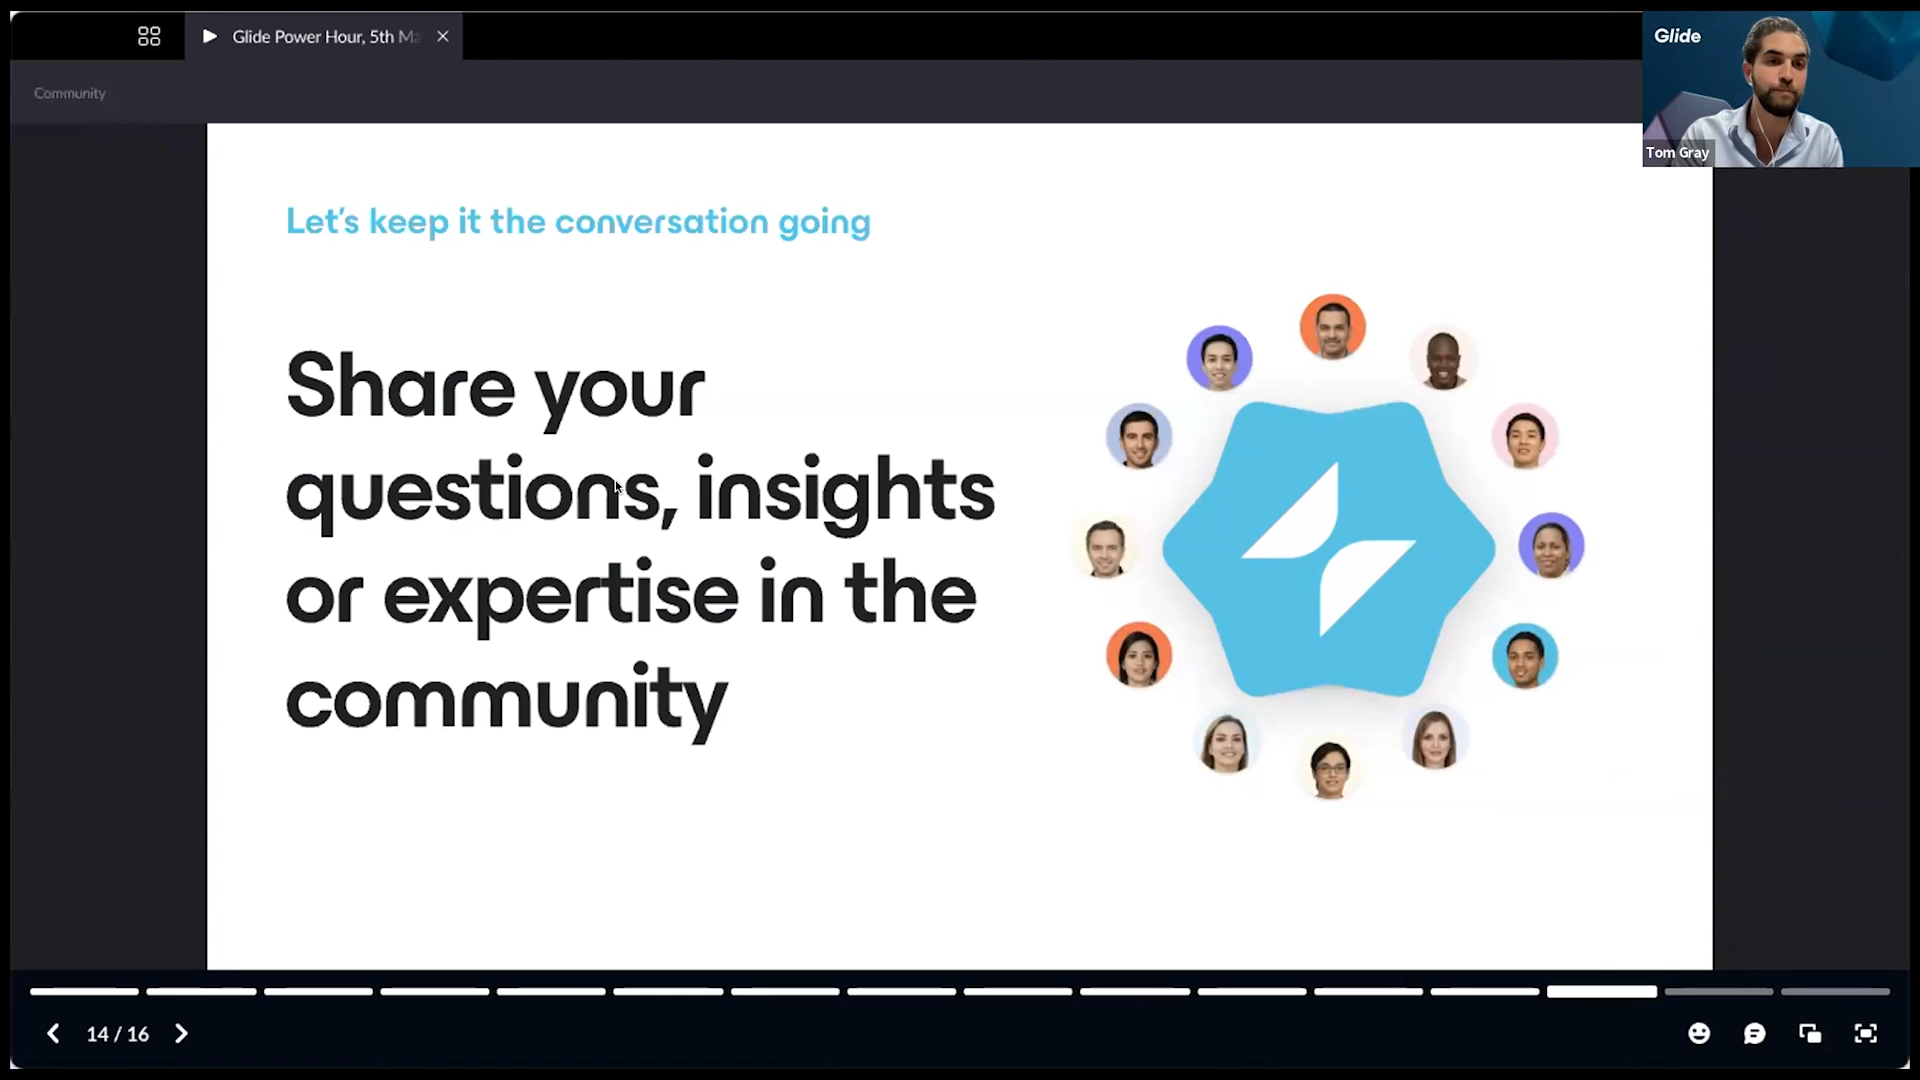 Glide Power Hour, 5th Ma
Glide
Community
Tom Gray
Let's keep it the conversation going
Share your
questions, insights
or expertise in the
community
14 / 16